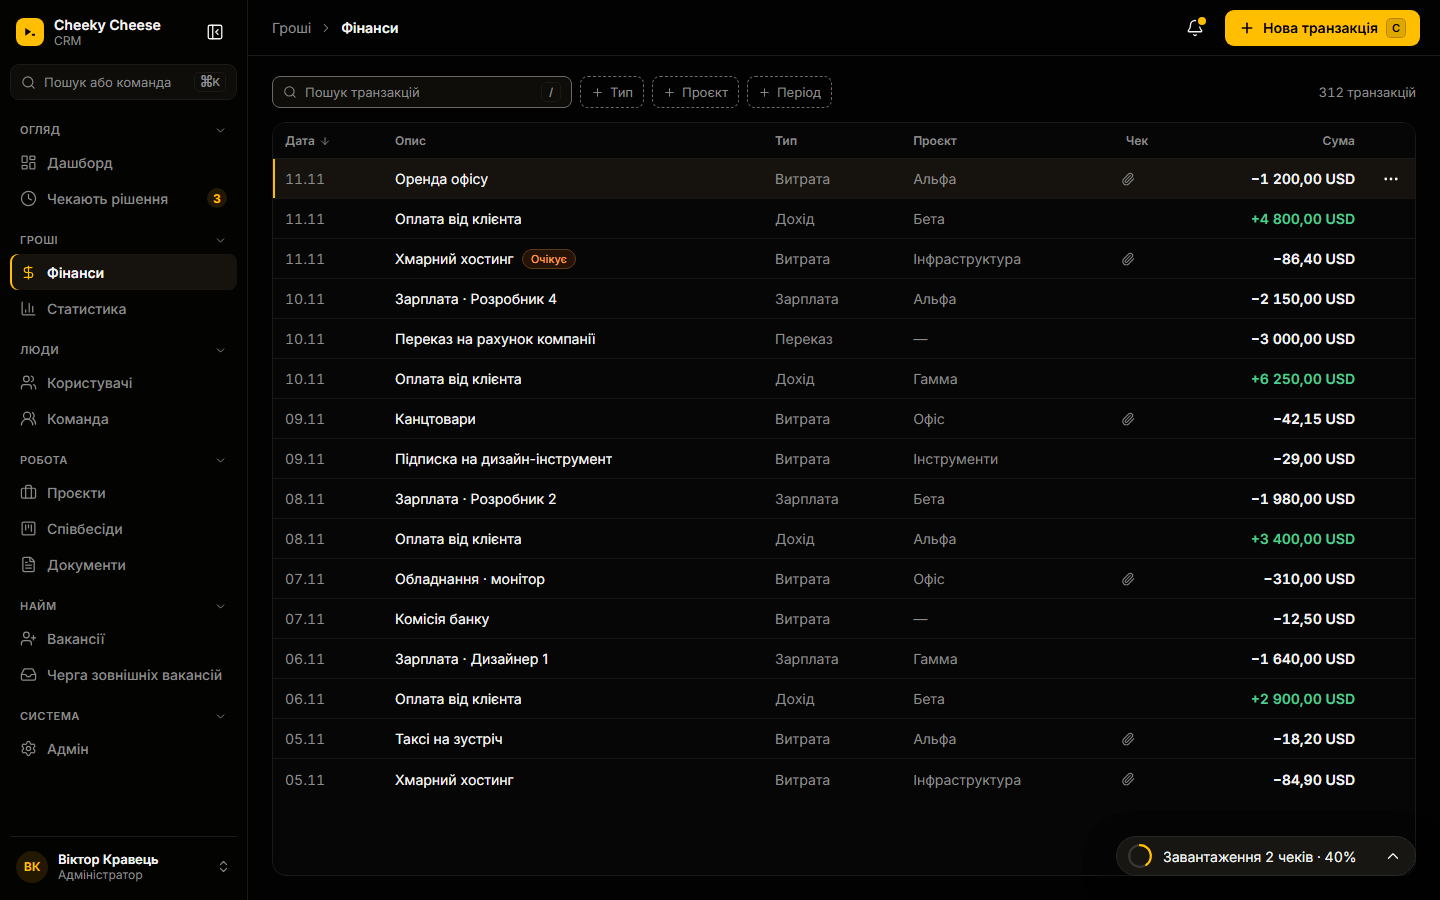 Cheeky Cheese
CRM
Пошук або команда ⌘K
ОГЛЯД
Дашборд
Чекають рішення 3
ГРОШІ
Фінанси
Статистика
ЛЮДИ
Користувачі
Команда
РОБОТА
Проєкти
Співбесіди
Документи
НАЙМ
Вакансії
Черга зовнішніх вакансій
СИСТЕМА
Адмін
ВК
Віктор Кравець
Адміністратор
Гроші > Фінанси
+ Нова транзакція C
Пошук транзакцій /
+ Тип
+ Проєкт
+ Період
312 транзакцій
Дата ↓ Опис Тип Проєкт Чек Сума
11.11 Оренда офісу Витрата Альфа −1 200,00 USD ···
11.11 Оплата від клієнта Дохід Бета +4 800,00 USD
11.11 Хмарний хостинг Очікує Витрата Інфраструктура −86,40 USD
10.11 Зарплата · Розробник 4 Зарплата Альфа −2 150,00 USD
10.11 Переказ на рахунок компанії Переказ — −3 000,00 USD
10.11 Оплата від клієнта Дохід Гамма +6 250,00 USD
09.11 Канцтовари Витрата Офіс −42,15 USD
09.11 Підписка на дизайн-інструмент Витрата Інструменти −29,00 USD
08.11 Зарплата · Розробник 2 Зарплата Бета −1 980,00 USD
08.11 Оплата від клієнта Дохід Альфа +3 400,00 USD
07.11 Обладнання · монітор Витрата Офіс −310,00 USD
07.11 Комісія банку Витрата — −12,50 USD
06.11 Зарплата · Дизайнер 1 Зарплата Гамма −1 640,00 USD
06.11 Оплата від клієнта Дохід Бета +2 900,00 USD
05.11 Таксі на зустріч Витрата Альфа −18,20 USD
05.11 Хмарний хостинг Витрата Інфраструктура −84,90 USD
Завантаження 2 чеків · 40%